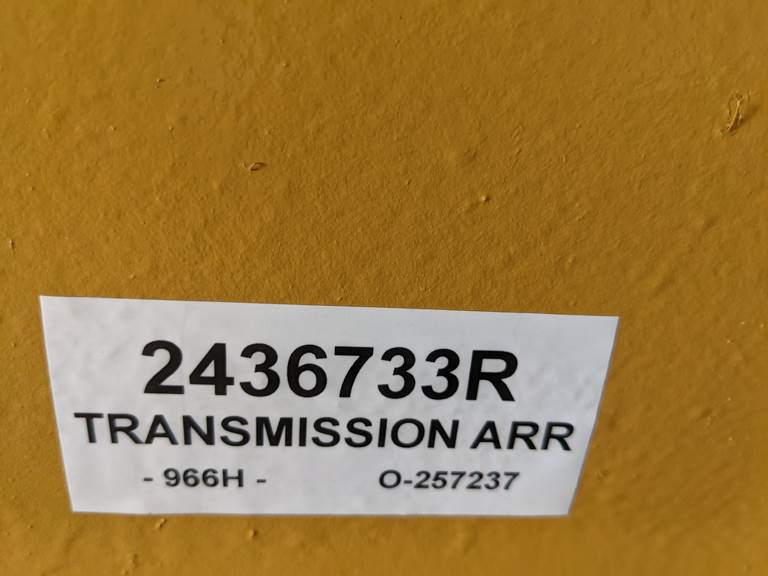 2436733R
TRANSMISSION ARR
- 966H - O-257237